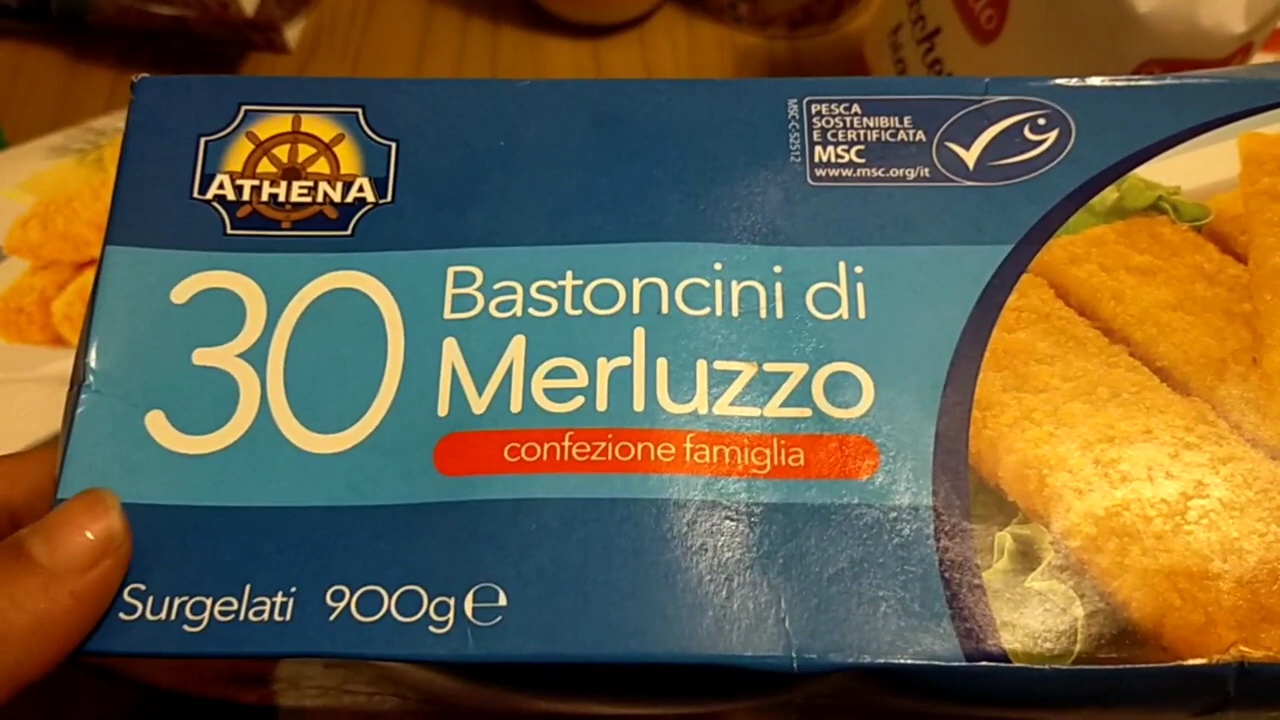 ATHENA
MSC-C-52512
PESCA
SOSTENIBILE
E CERTIFICATA
MSC
www.msc.org/it
30
Bastoncini di
Merluzzo
confezione famiglia
Surgelati 900g℮